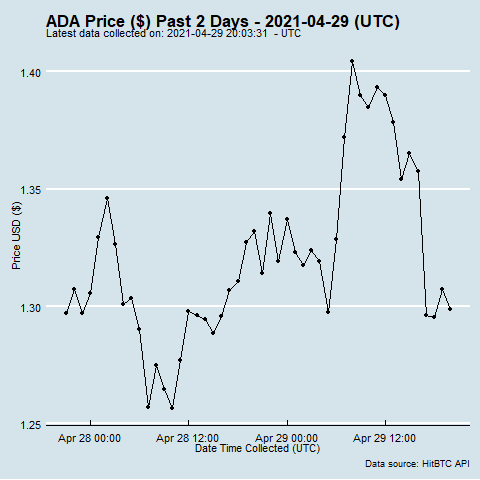 ADA Price ($) Past 2 Days - 2021-04-29 (UTC)
Latest data collected on: 2021-04-29 20:03:31  - UTC
Price USD ($)
1.40
1.35
1.30
1.25
Apr 28 00:00
Apr 28 12:00
Apr 29 00:00
Apr 29 12:00
Date Time Collected (UTC)
Data source: HitBTC API